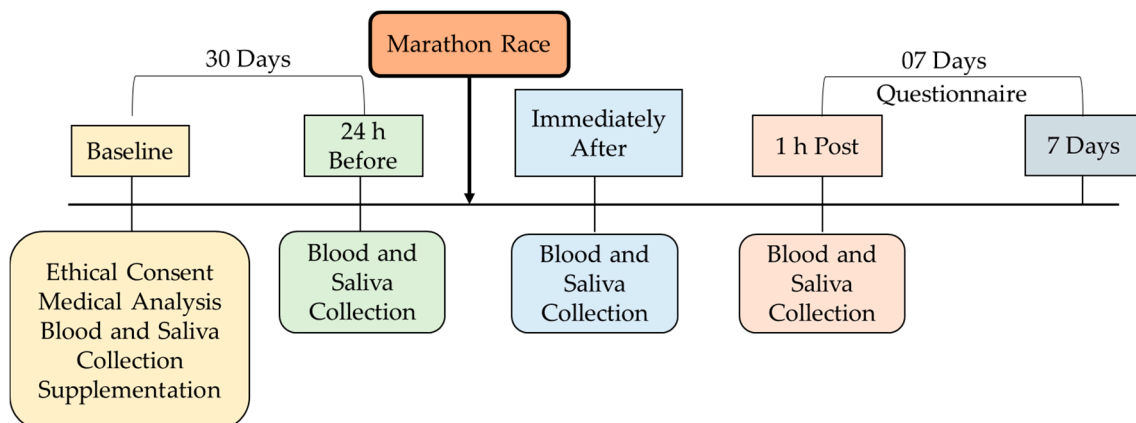 Marathon Race
30 Days
07 Days
Questionnaire
Baseline
24 h
Before
Immediately
After
1 h Post
7 Days
Ethical Consent
Medical Analysis
Blood and Saliva
Collection
Supplementation
Blood and
Saliva
Collection
Blood and
Saliva
Collection
Blood and
Saliva
Collection